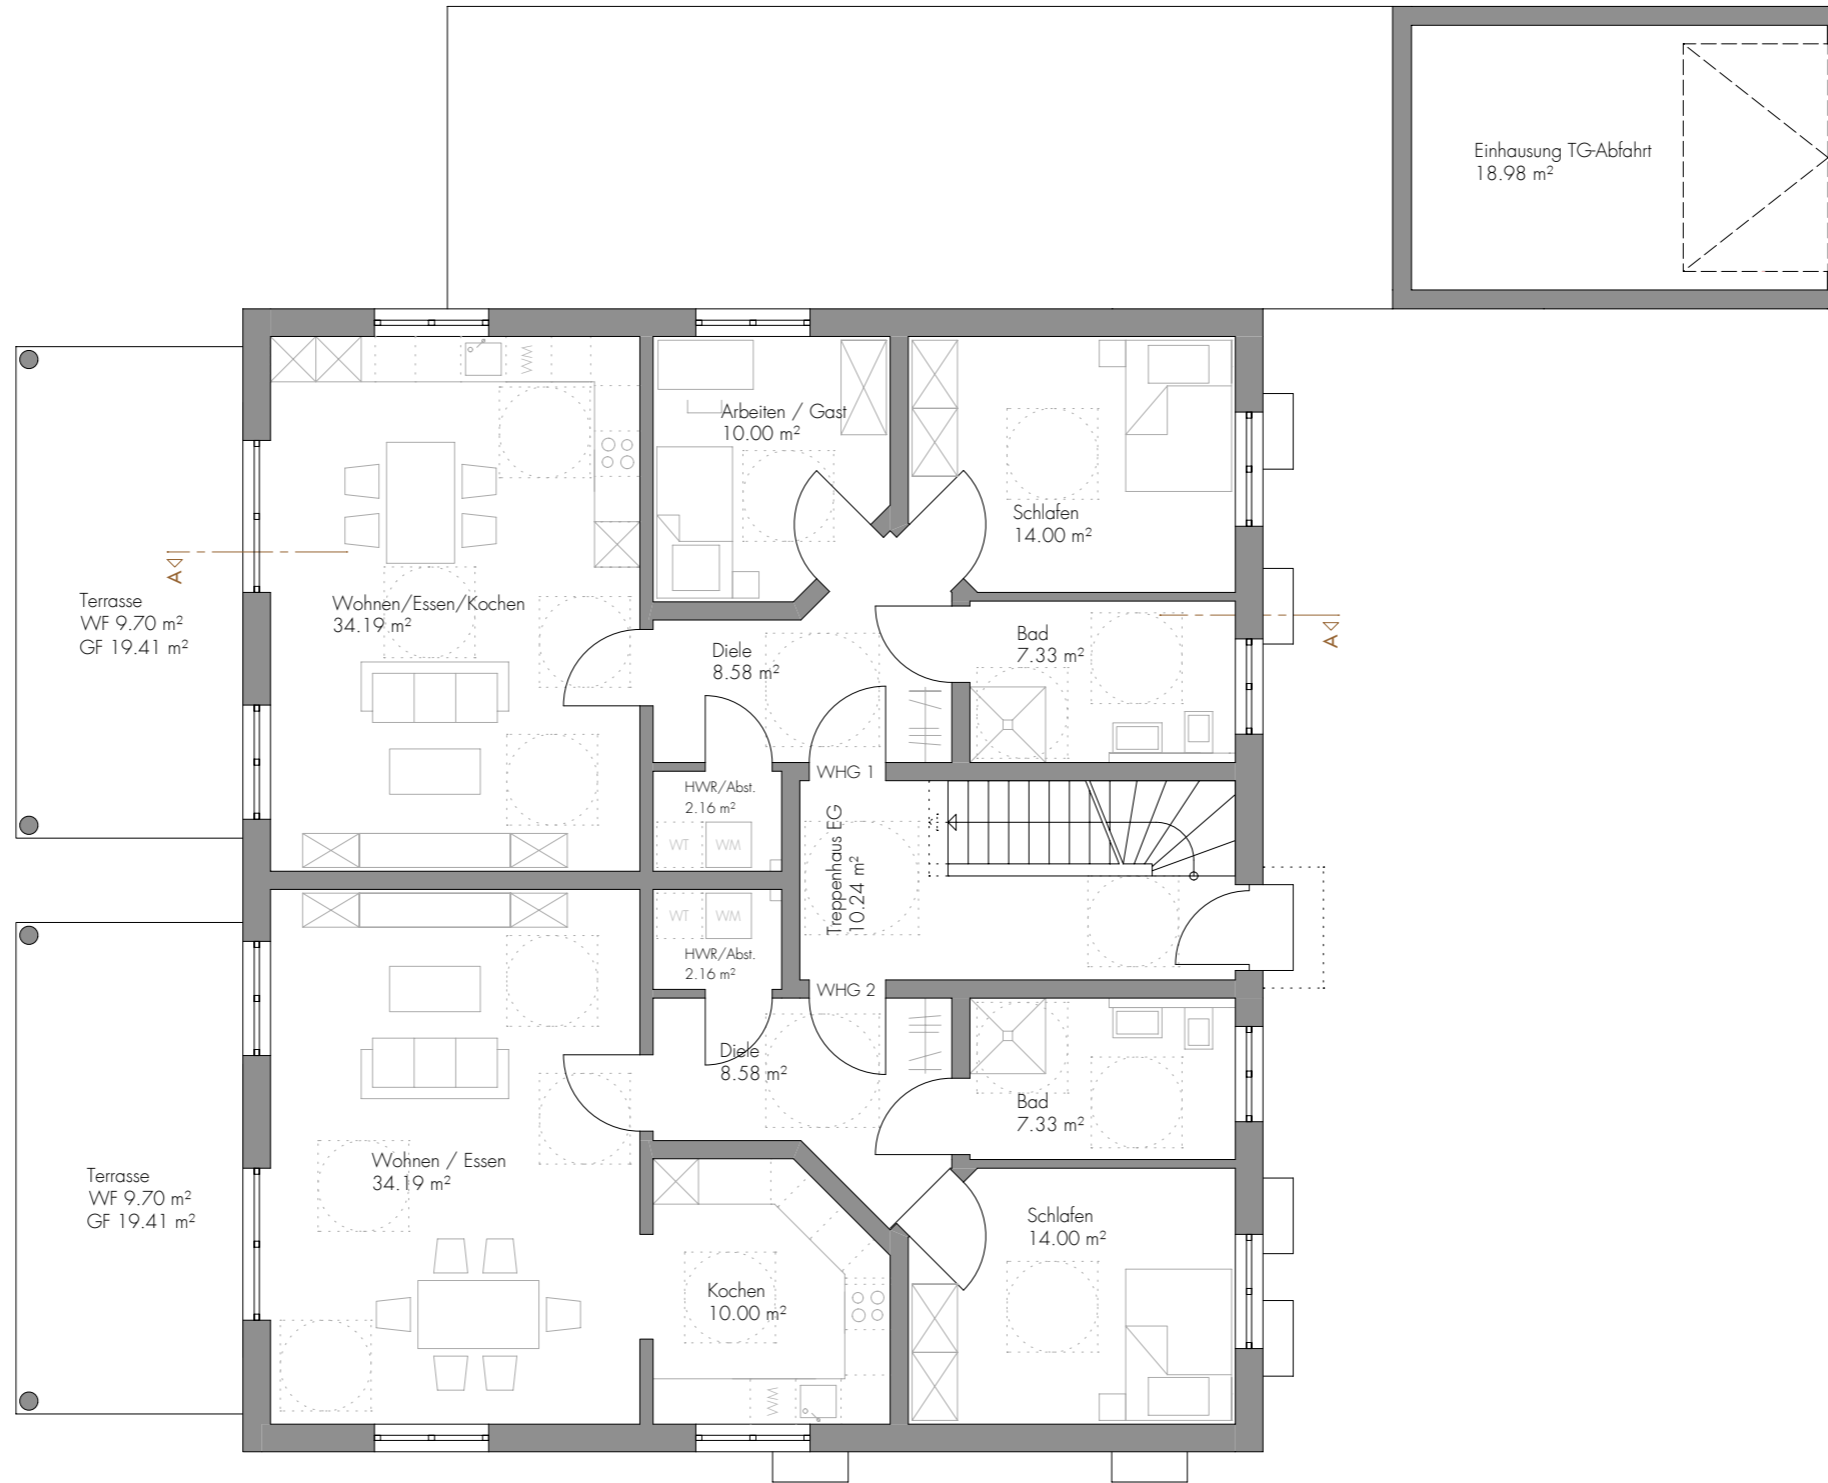 Einhausung TG-Abfahrt
18.98 m²
Arbeiten / Gast
10.00 m²
Schlafen
14.00 m²
A
Terrasse
WF 9.70 m²
GF 19.41 m²
Wohnen/Essen/Kochen
34.19 m²
Diele
8.58 m²
Bad
7.33 m²
A
WHG 1
HWR/Abst.
2.16 m²
WT
WM
Treppenhaus EG
10.24 m²
WT
WM
HWR/Abst.
2.16 m²
WHG 2
Diele
8.58 m²
Bad
7.33 m²
Terrasse
WF 9.70 m²
GF 19.41 m²
Wohnen / Essen
34.19 m²
Schlafen
14.00 m²
Kochen
10.00 m²